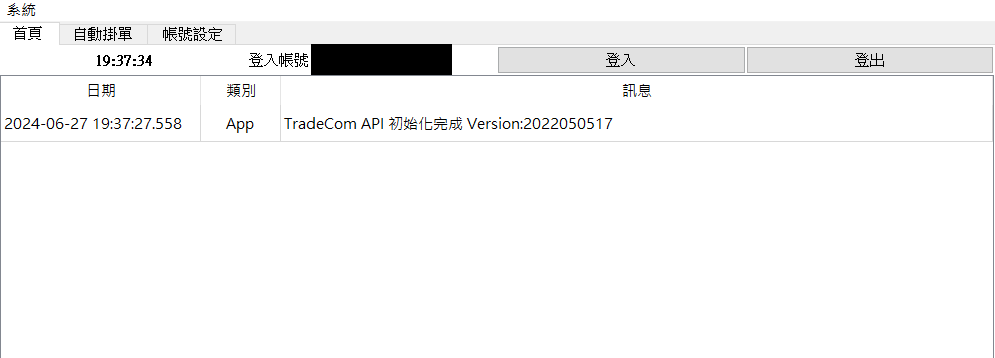 系統
首頁 自動掛單 帳號設定
19:37:34 登入帳號 登入 登出
日期 類別 訊息
2024-06-27 19:37:27.558 App TradeCom API 初始化完成 Version:2022050517